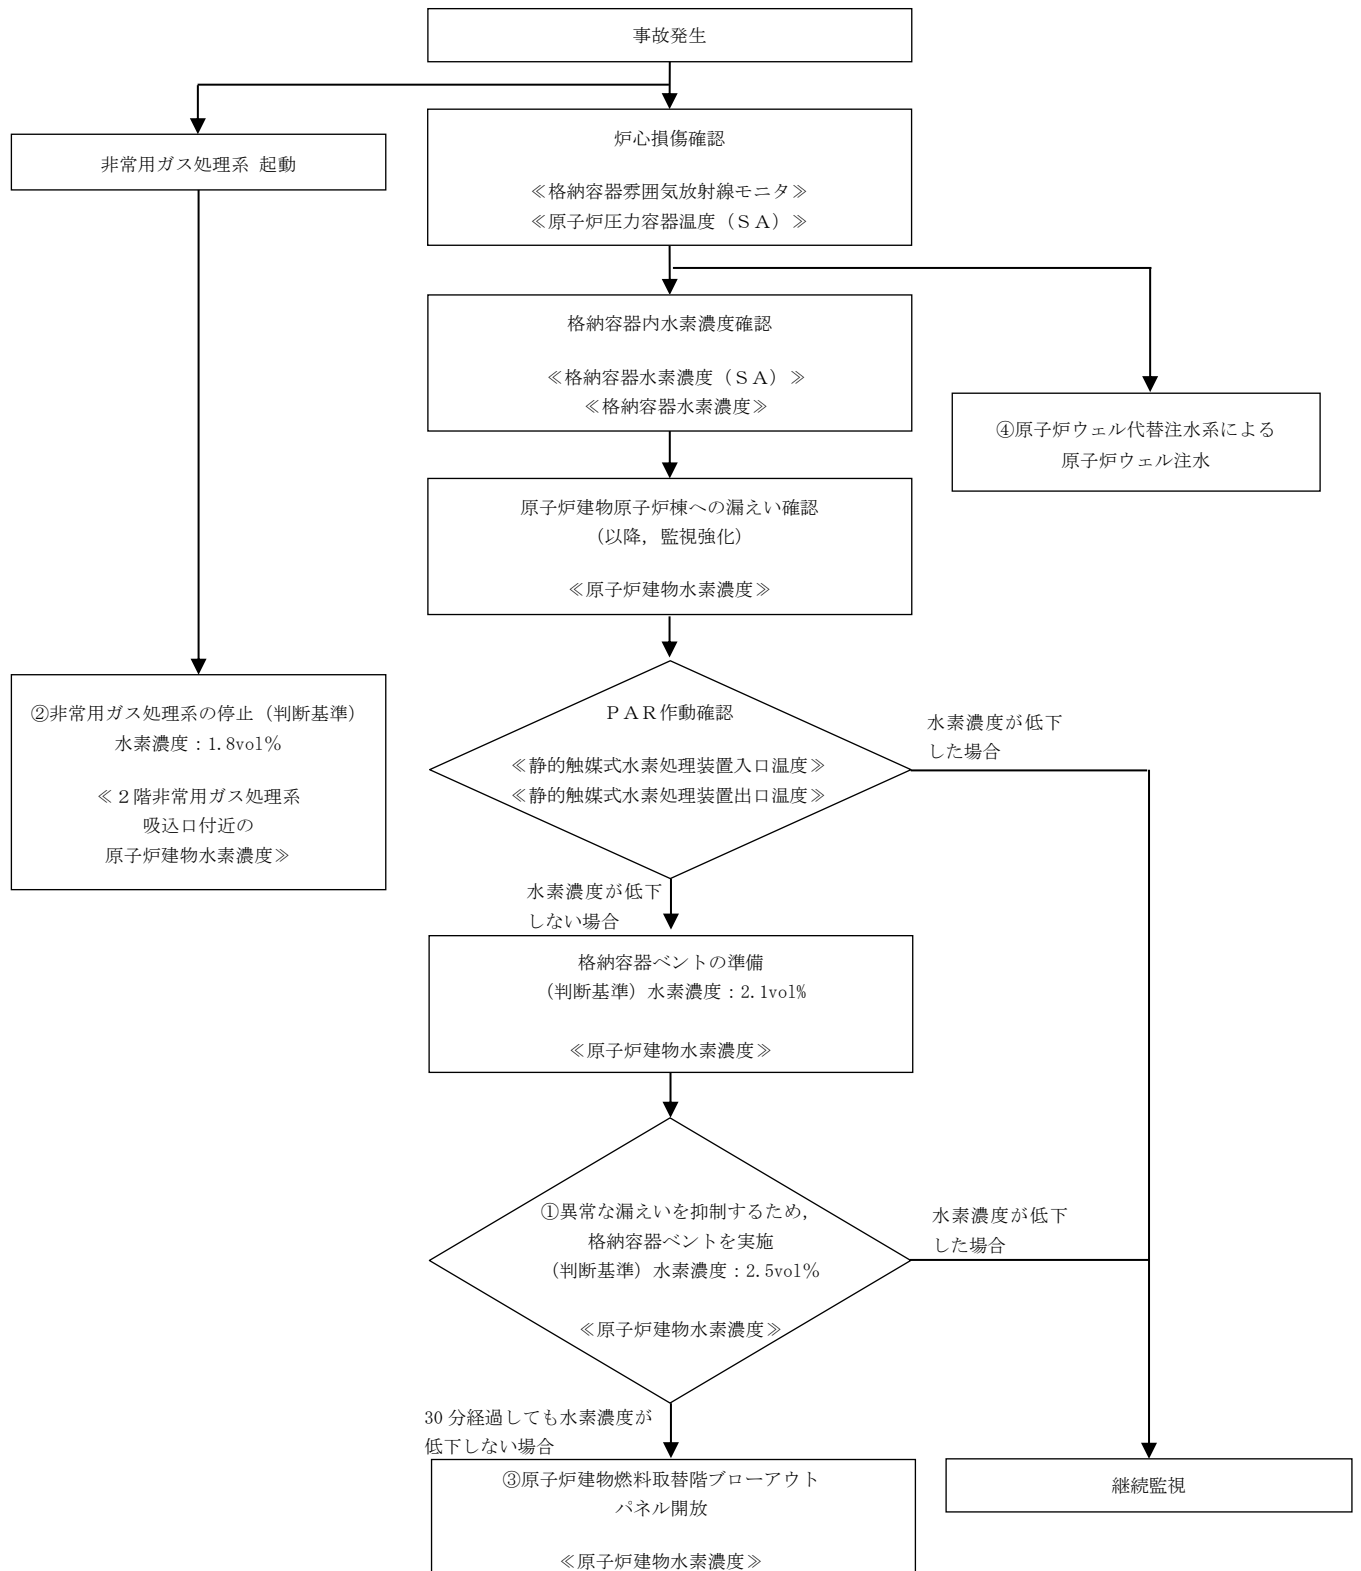 事故発生
非常用ガス処理系 起動
炉心損傷確認
≪格納容器雰囲気放射線モニタ≫
≪原子炉圧力容器温度（ＳＡ）≫
格納容器内水素濃度確認
≪格納容器水素濃度（ＳＡ）≫
≪格納容器水素濃度≫
④原子炉ウェル代替注水系による
原子炉ウェル注水
原子炉建物原子炉棟への漏えい確認
（以降，監視強化）
≪原子炉建物水素濃度≫
②非常用ガス処理系の停止（判断基準）
水素濃度：1.8vol％
≪２階非常用ガス処理系
吸込口付近の
原子炉建物水素濃度≫
ＰＡＲ作動確認
≪静的触媒式水素処理装置入口温度≫
≪静的触媒式水素処理装置出口温度≫
水素濃度が低下
した場合
水素濃度が低下
しない場合
格納容器ベントの準備
（判断基準）水素濃度：2.1vol%
≪原子炉建物水素濃度≫
①異常な漏えいを抑制するため，
格納容器ベントを実施
（判断基準）水素濃度：2.5vol％
≪原子炉建物水素濃度≫
水素濃度が低下
した場合
30 分経過しても水素濃度が
低下しない場合
③原子炉建物燃料取替階ブローアウト
パネル開放
≪原子炉建物水素濃度≫
継続監視